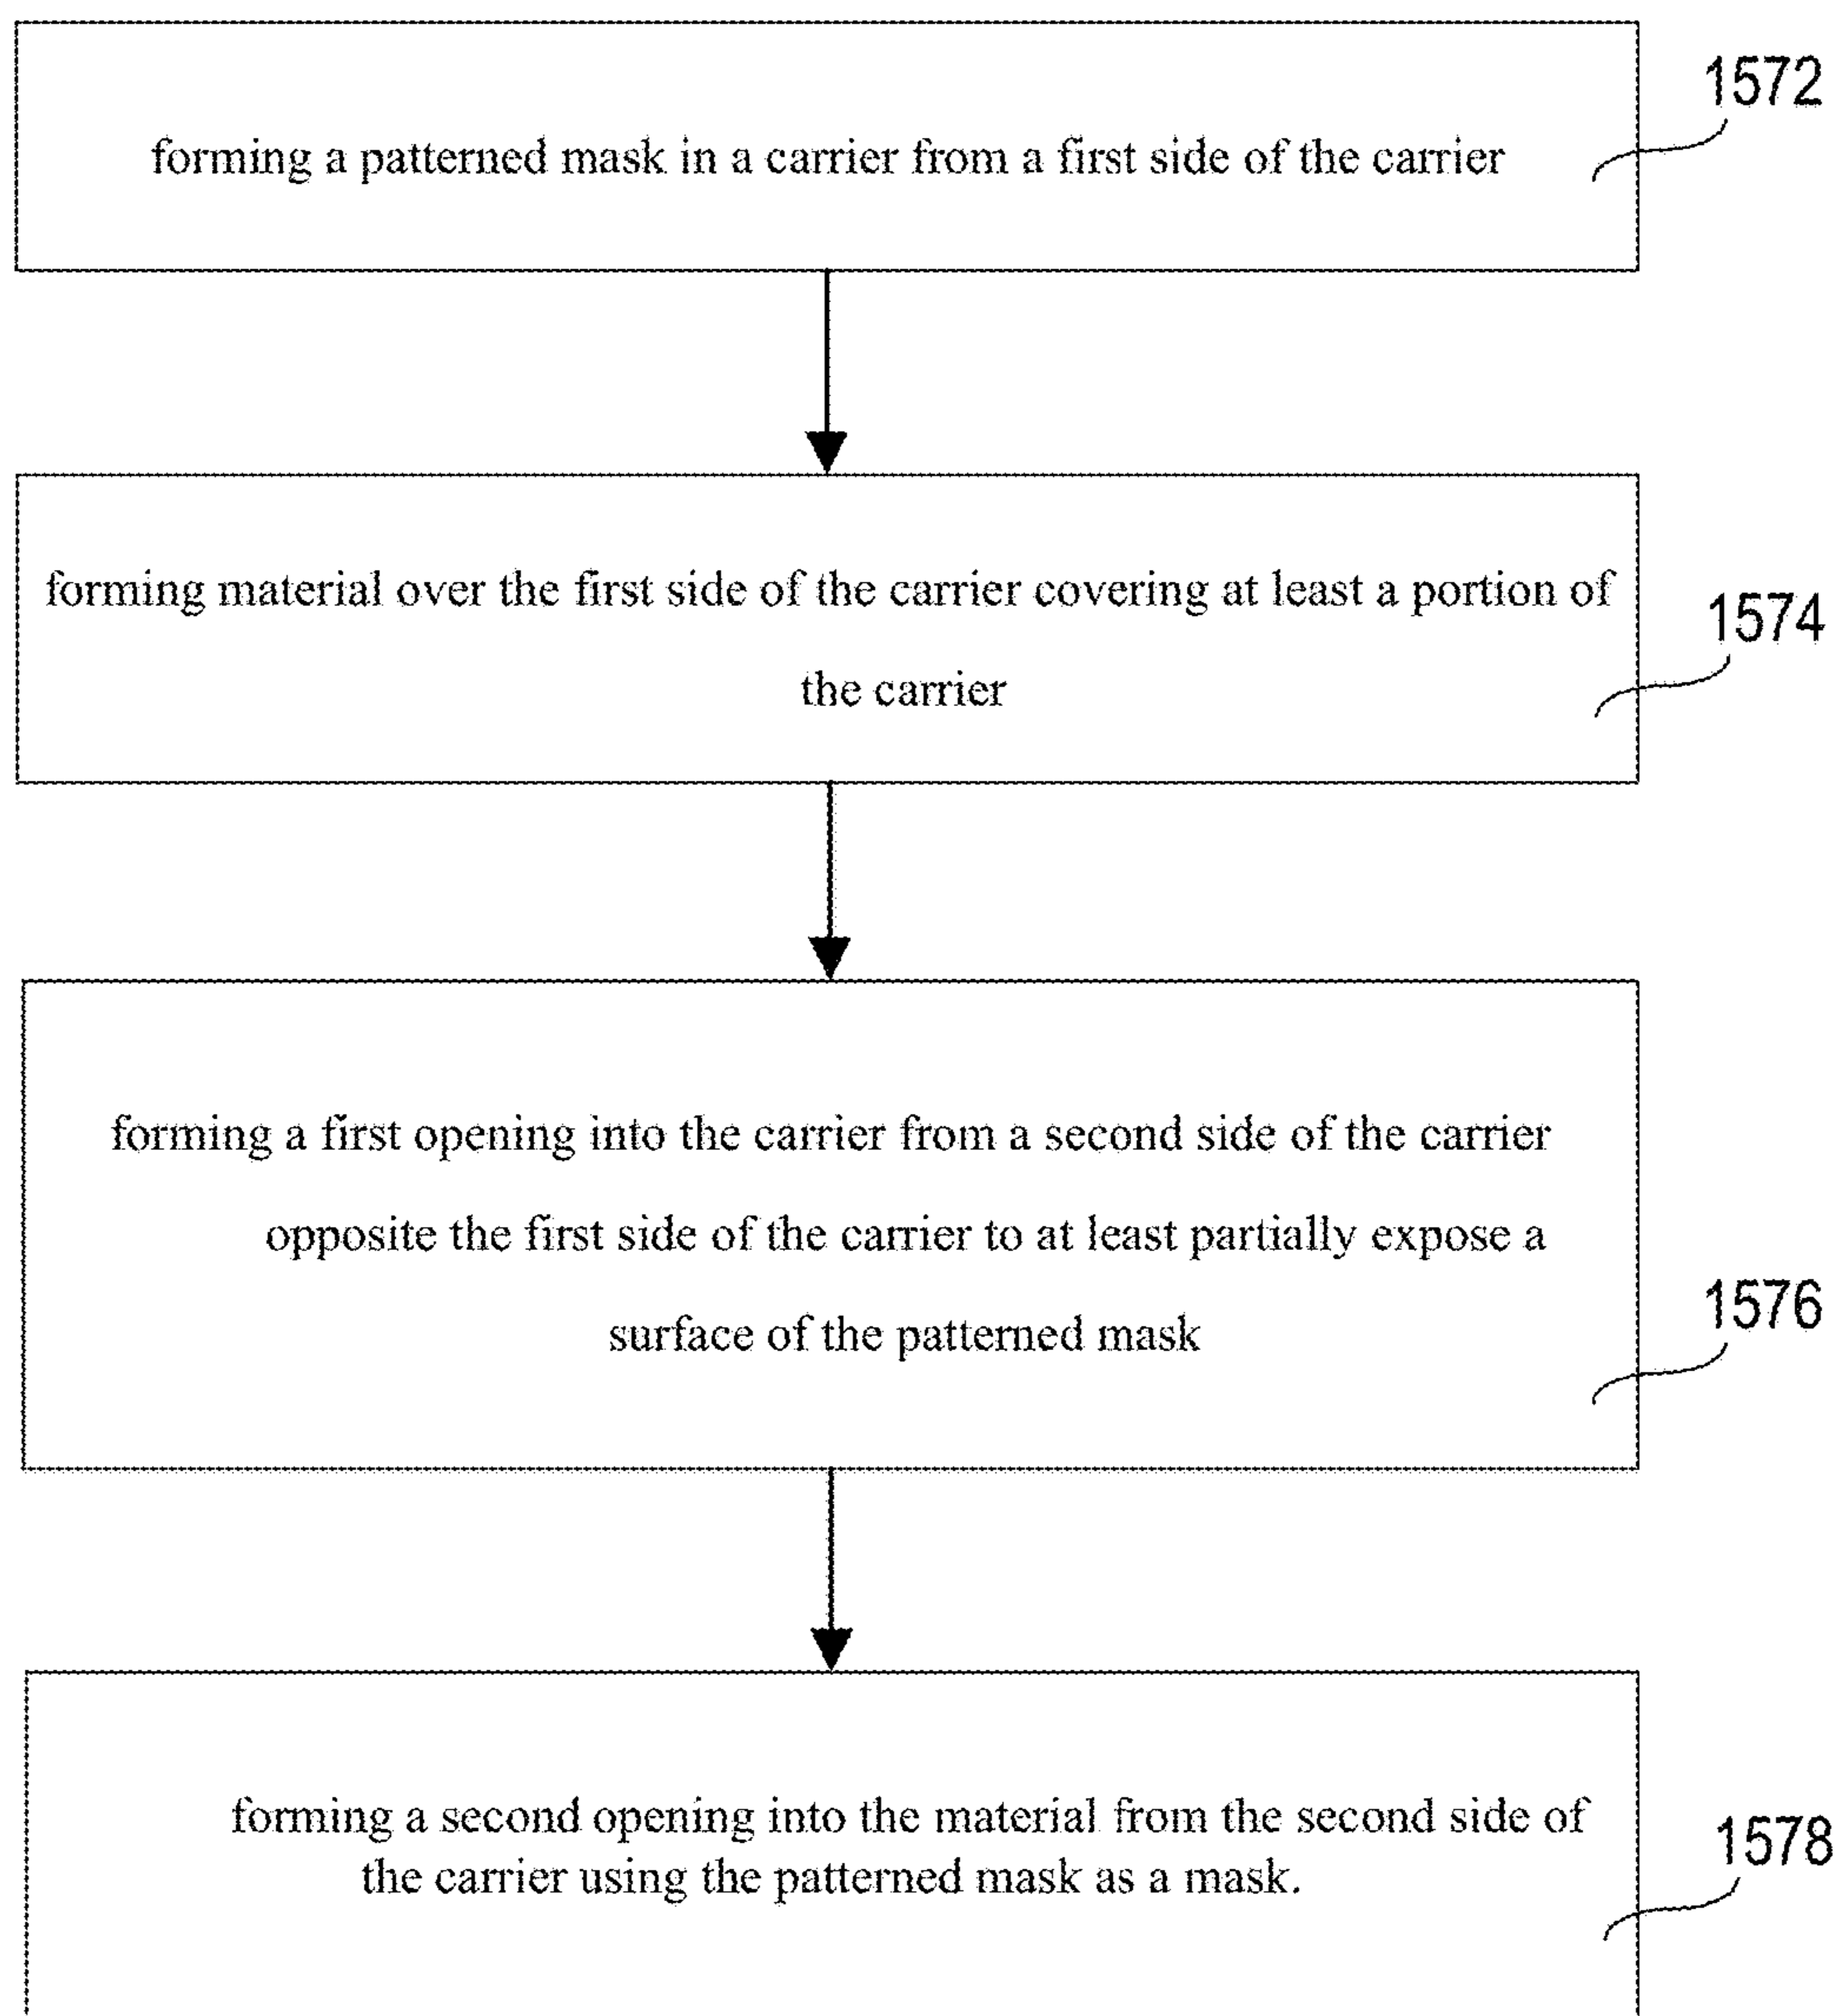 1572
forming a patterned mask in a carrier from a first side of the carrier
forming material over the first side of the carrier covering at least a portion of
1574
the carrier
forming a first opening into the carrier from a second side of the carrier
opposite the first side of the carrier to at least partially expose a
1576
surface of the patterned mask
forming a second opening into the material from the second side of
1578
the carrier using the patterned mask as a mask.